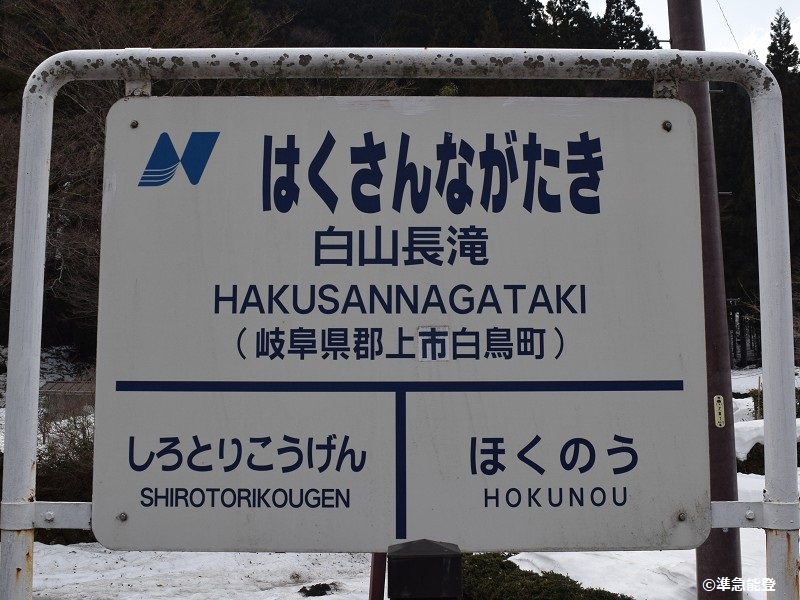 はくさんながたき
白山長滝
HAKUSANNAGATAKI
(岐阜県郡上市白鳥町)
しろとりこうげん
SHIROTORIKOUGEN
ほくのう
HOKUNOU
©準急能登